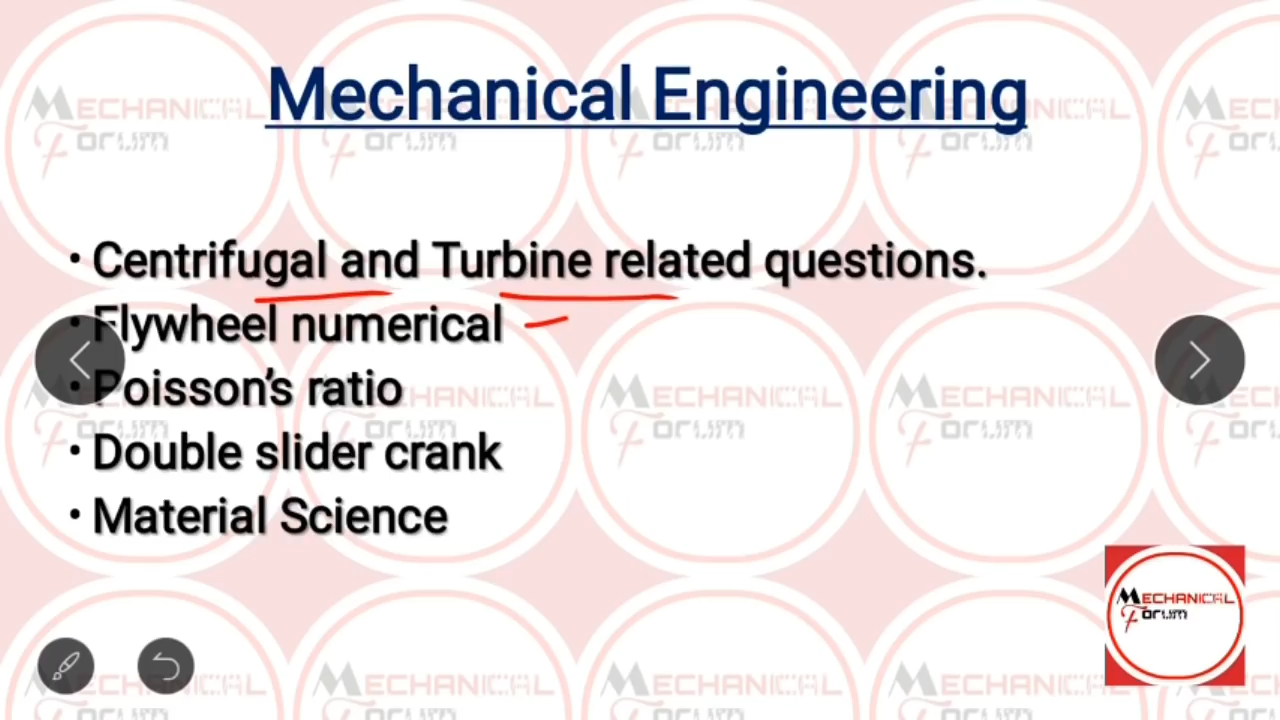 Mechanical Engineering
• Centrifugal and Turbine related questions.
• Flywheel numerical
• Poisson's ratio
• Double slider crank
• Material Science
MECHANICAL
Forum